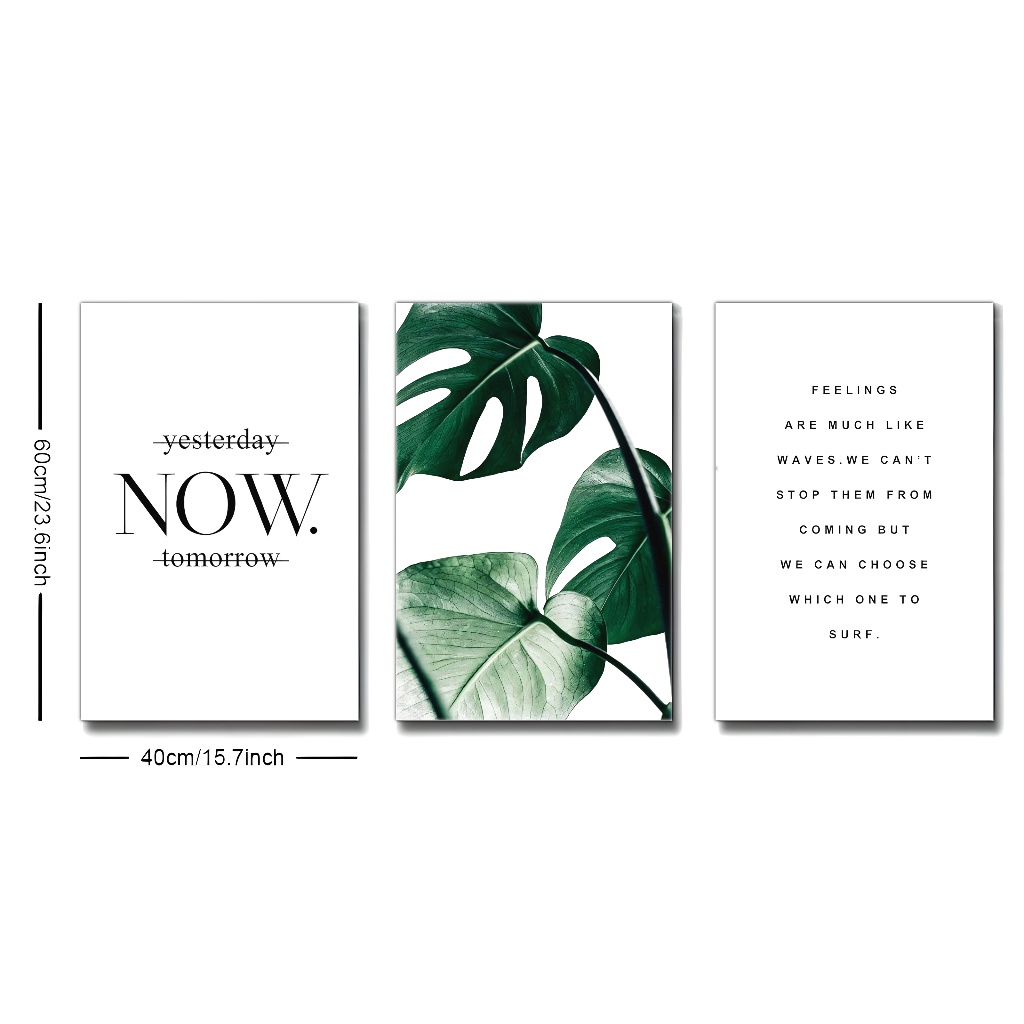 60cm/23.6inch
yesterday
NOW.
tomorrow
40cm/15.7inch
FEELINGS
ARE MUCH LIKE
WAVES.WE CAN'T
STOP THEM FROM
COMING BUT
WE CAN CHOOSE
WHICH ONE TO
SURF.